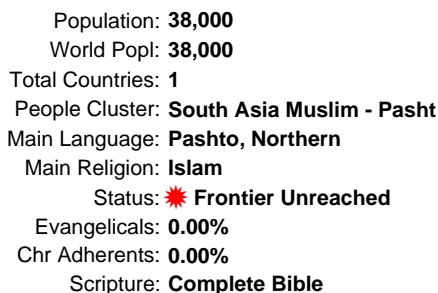 Population: 38,000
World Popl: 38,000
Total Countries: 1
People Cluster: South Asia Muslim - Pasht
Main Language: Pashto, Northern
Main Religion: Islam
Status: Frontier Unreached
Evangelicals: 0.00%
Chr Adherents: 0.00%
Scripture: Complete Bible